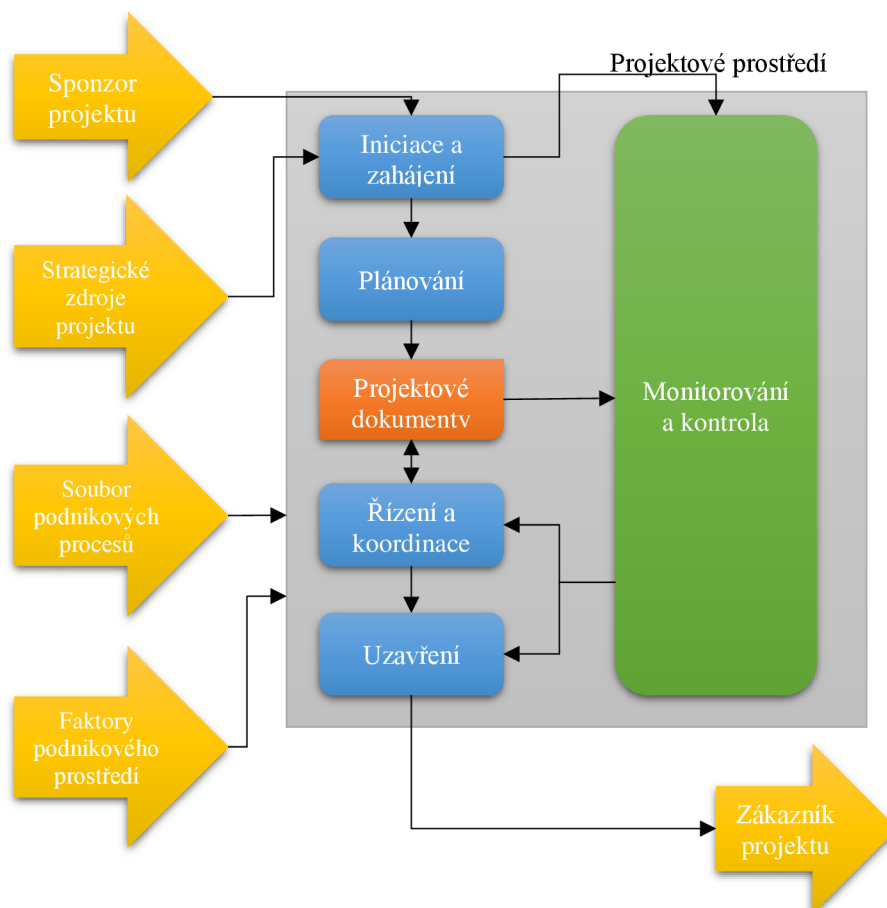 Projektové prostředí
Sponzor
projektu
Iniciace a
zahájení
Strategické
zdroje
projektu
Plánování
Projektové
dokumenty
Monitorování
a kontrola
Soubor
podnikových
procesů
Řízení a
koordinace
Uzavření
Faktory
podnikového
prostředí
Zákazník
projektu